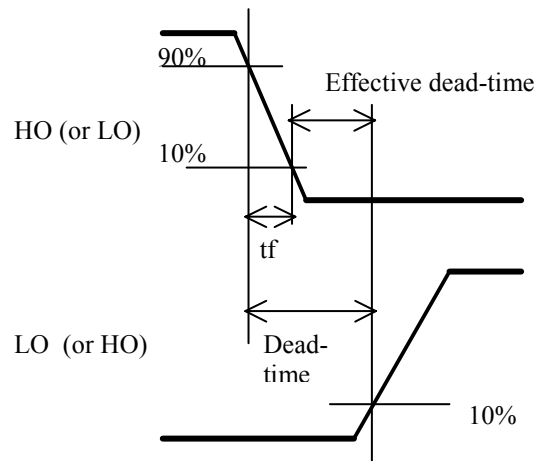 90%
Effective dead-time
HO (or LO)
10%
tf
LO (or HO)
Dead-
time
10%